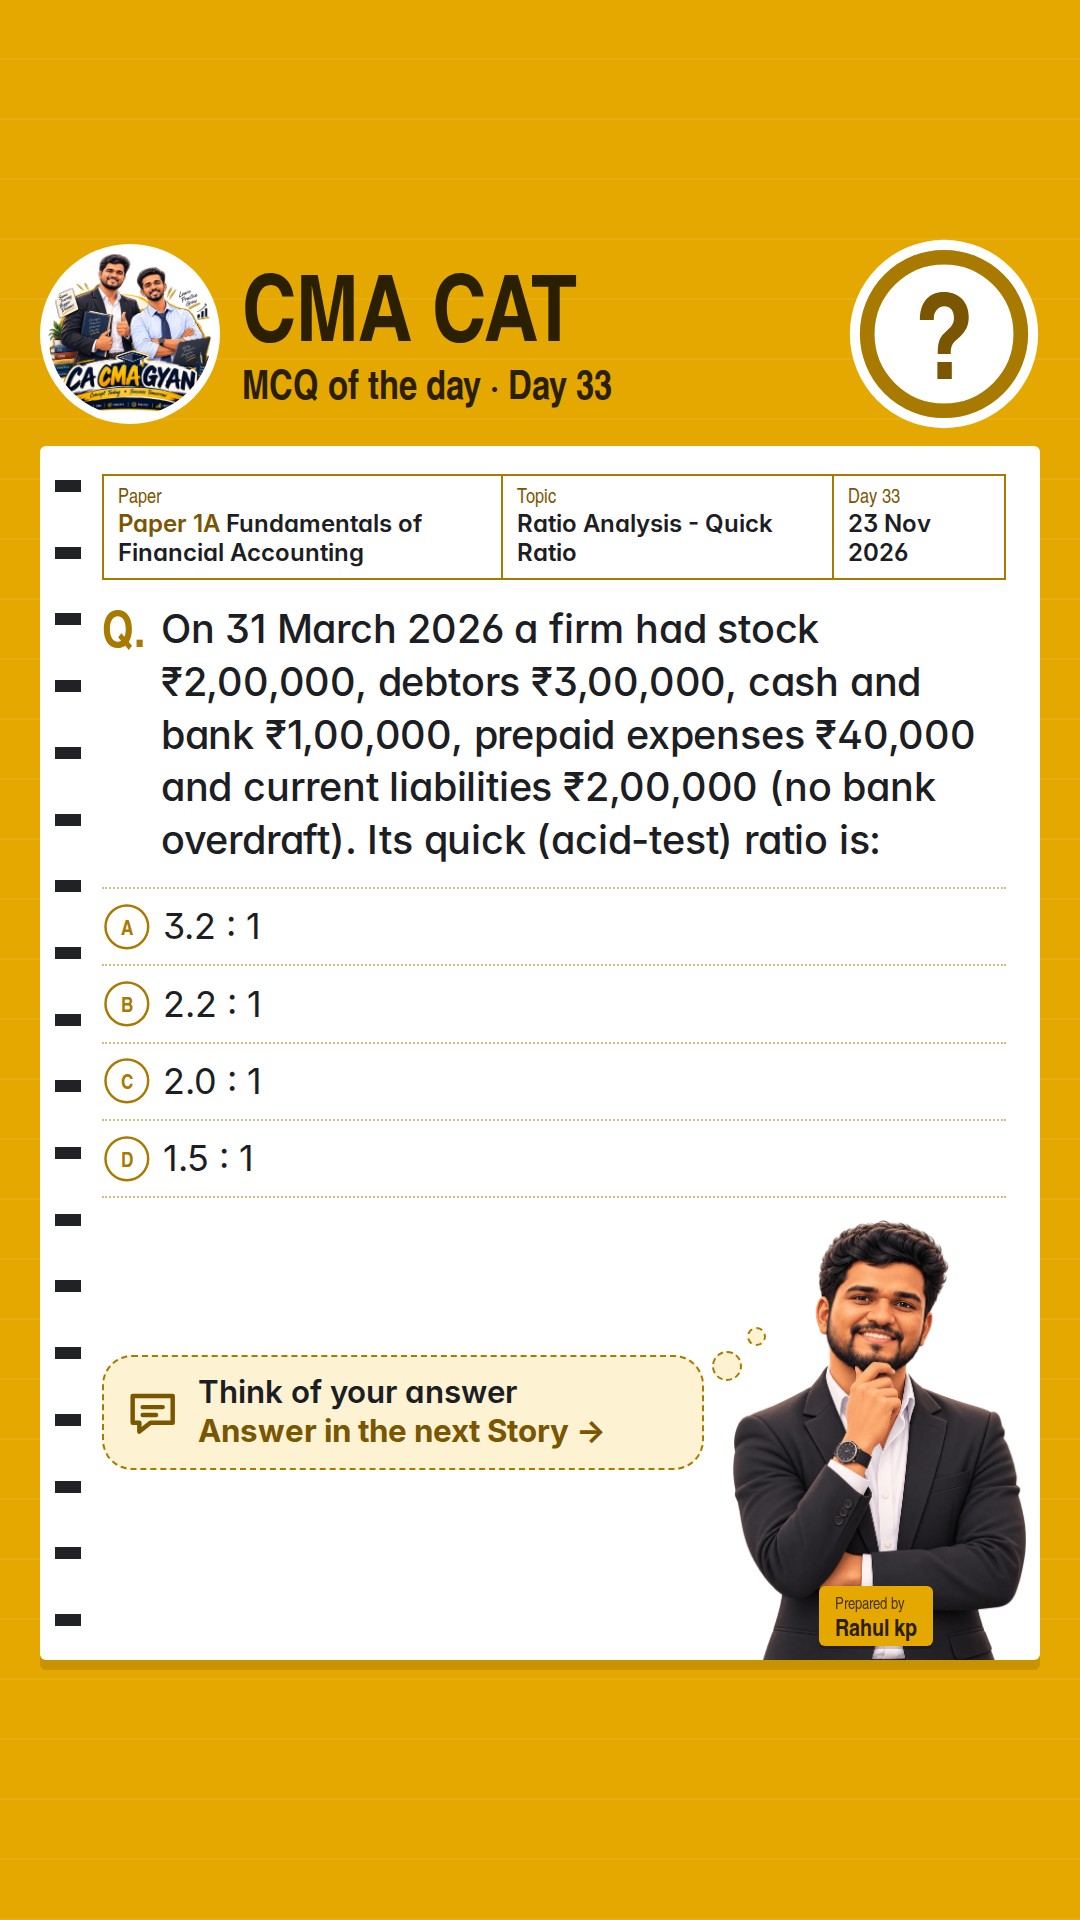 CA CMA GYAN
Concept Today • Success Tomorrow
CMA CAT
MCQ of the day · Day 33
?
Paper
Paper 1A Fundamentals of
Financial Accounting
Topic
Ratio Analysis - Quick
Ratio
Day 33
23 Nov
2026
Q. On 31 March 2026 a firm had stock
₹2,00,000, debtors ₹3,00,000, cash and
bank ₹1,00,000, prepaid expenses ₹40,000
and current liabilities ₹2,00,000 (no bank
overdraft). Its quick (acid-test) ratio is:
A 3.2 : 1
B 2.2 : 1
C 2.0 : 1
D 1.5 : 1
Think of your answer
Answer in the next Story →
Prepared by
Rahul kp